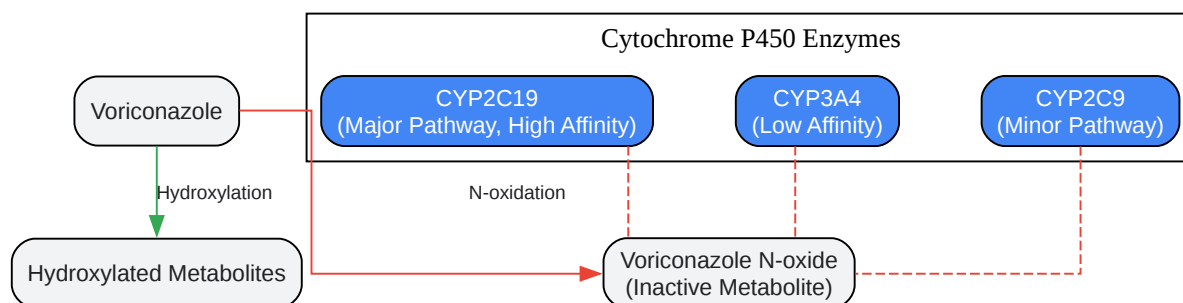 Cytochrome P450 Enzymes
Voriconazole
CYP2C19
(Major Pathway, High Affinity)
CYP3A4
(Low Affinity)
CYP2C9
(Minor Pathway)
Hydroxylation
N-oxidation
Hydroxylated Metabolites
Voriconazole N-oxide
(Inactive Metabolite)